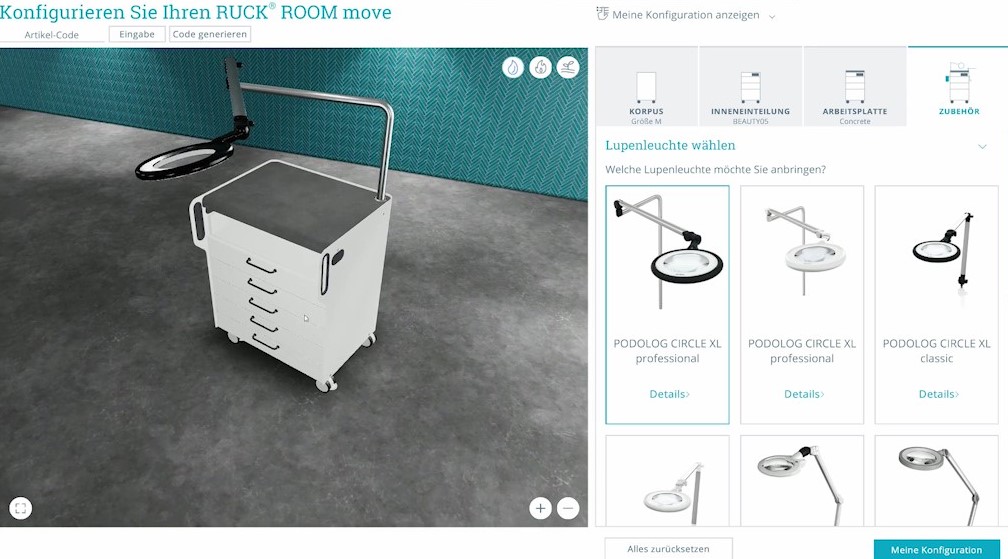 Konfigurieren Sie Ihren RUCK® ROOM move
Artikel-Code
Eingabe
Code generieren
Meine Konfiguration anzeigen
KORPUS
Größe M
INNENEINTEILUNG
BEAUTY05
ARBEITSPLATTE
Concrete
ZUBEHÖR
Lupenleuchte wählen
Welche Lupenleuchte möchte Sie anbringen?
PODOLOG CIRCLE XL
professional
Details
PODOLOG CIRCLE XL
professional
Details
PODOLOG CIRCLE XL
classic
Details
Alles zurücksetzen
Meine Konfiguration